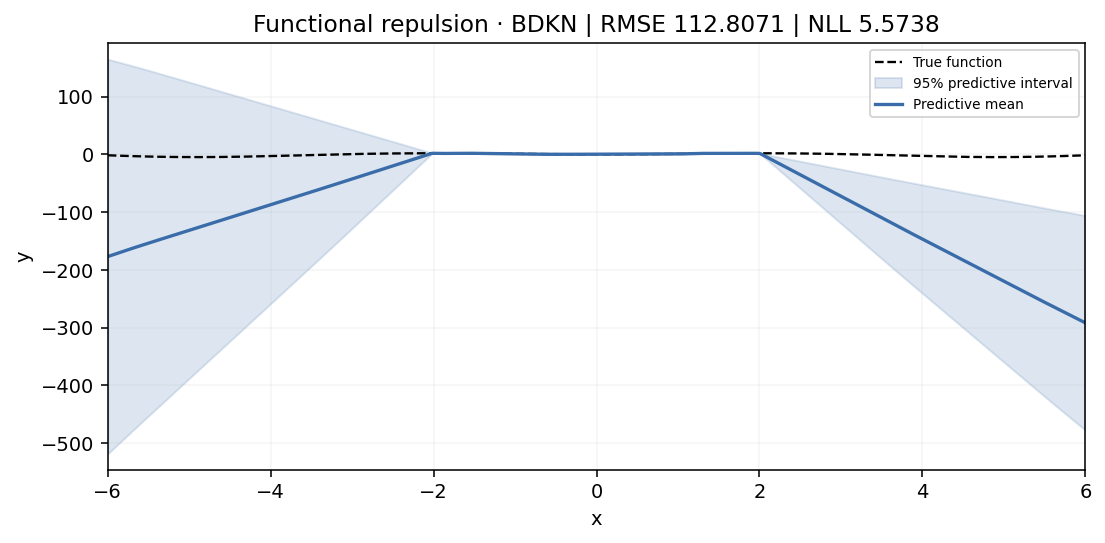 Functional repulsion · BDKN | RMSE 112.8071 | NLL 5.5738
True function
95% predictive interval
Predictive mean
y
100
0
−100
−200
−300
−400
−500
−6
−4
−2
0
2
4
6
x